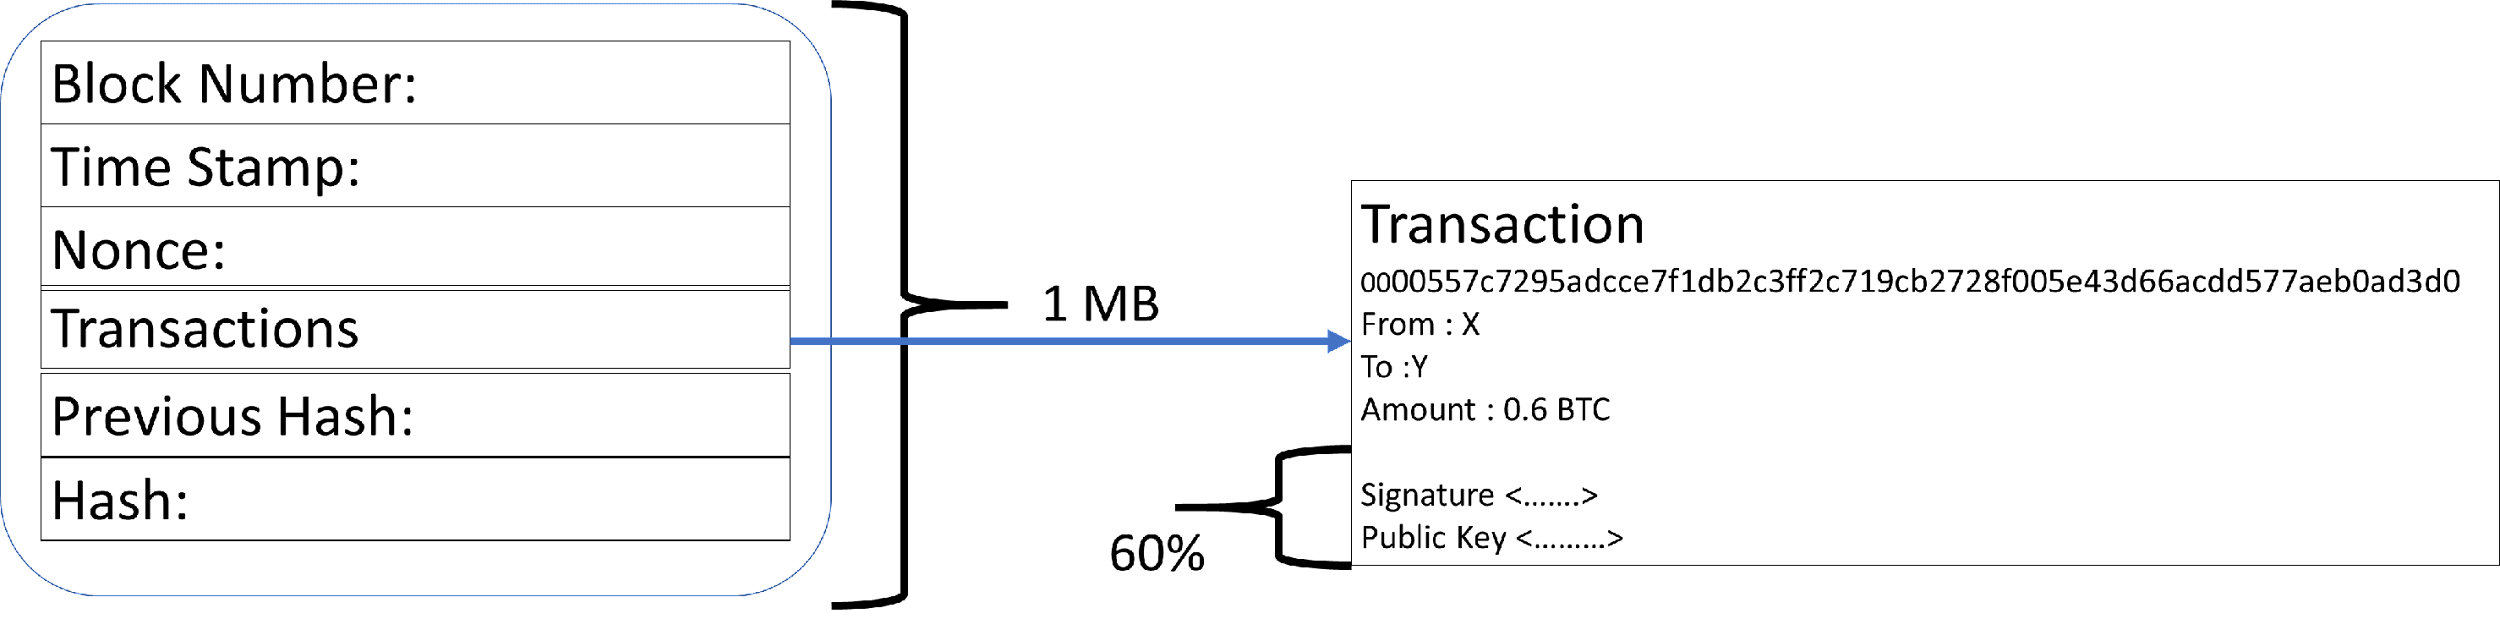 Block Number:
Time Stamp:
Nonce:
Transactions
Previous Hash:
Hash:
1 MB
Transaction
oo00557c7295adcce7f1db2c3ff2c719cb2728f005e43d66acdd577aeb0ad3d0
From : X
To :Y
Amount : 0.6 BTC
Signature <.......>
Public Key <.........>
60%